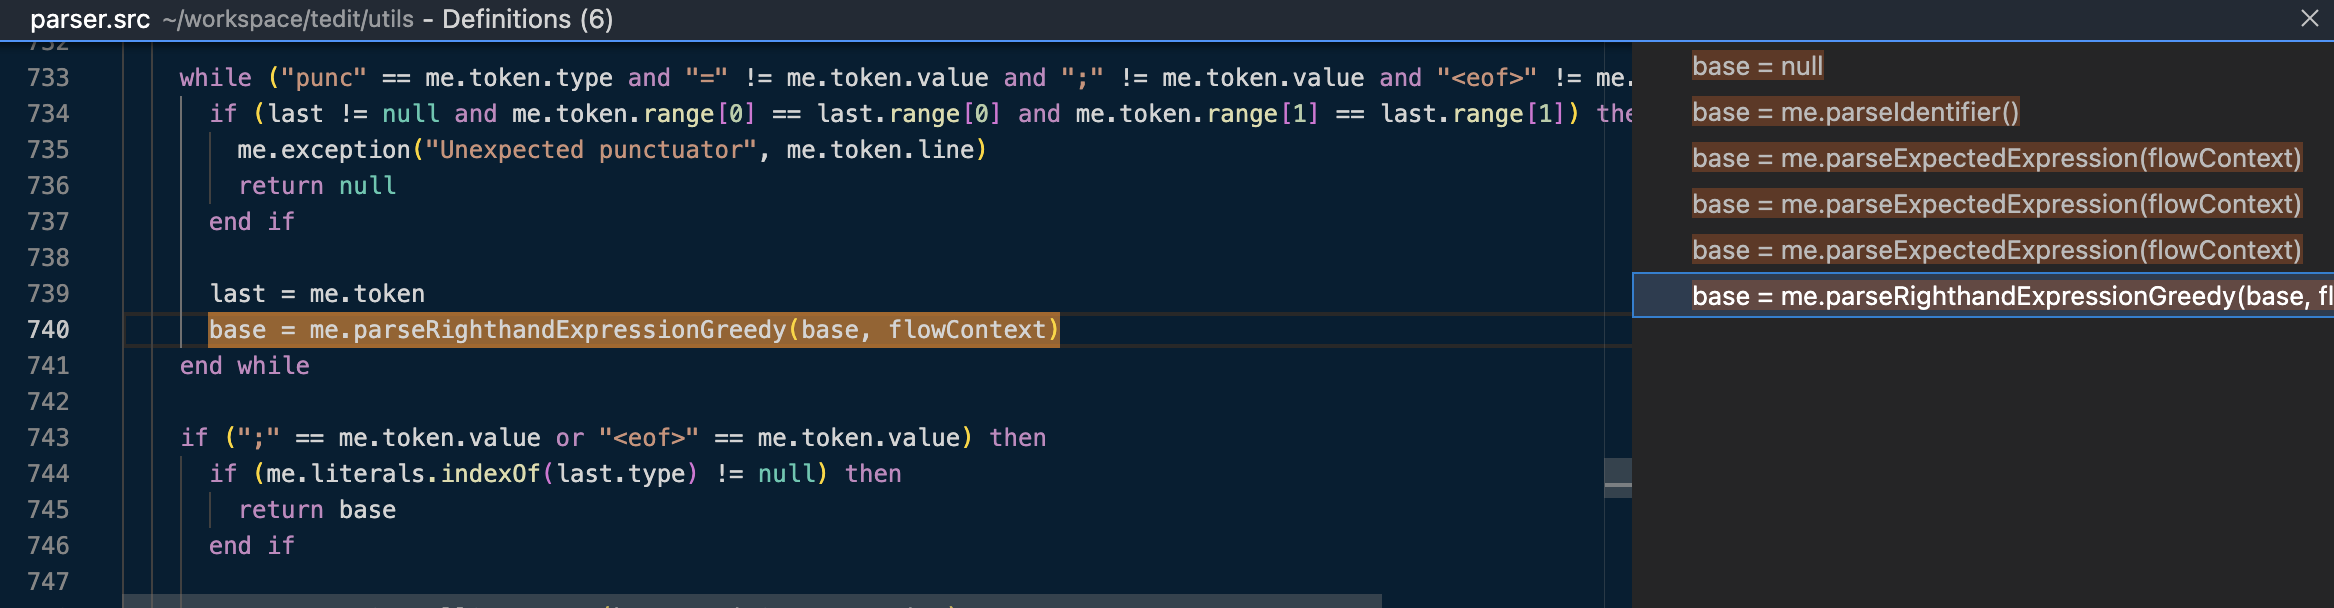 parser.src ~/workspace/tedit/utils - Definitions (6)
732
733 while ("punc" == me.token.type and "=" != me.token.value and ";" != me.token.value and "<eof>" != me.
734 if (last != null and me.token.range[0] == last.range[0] and me.token.range[1] == last.range[1]) the
735 me.exception("Unexpected punctuator", me.token.line)
736 return null
737 end if
738
739 last = me.token
740 base = me.parseRighthandExpressionGreedy(base, flowContext)
741 end while
742
743 if (";" == me.token.value or "<eof>" == me.token.value) then
744 if (me.literals.indexOf(last.type) != null) then
745 return base
746 end if
747
base = null
base = me.parseIdentifier()
base = me.parseExpectedExpression(flowContext)
base = me.parseExpectedExpression(flowContext)
base = me.parseExpectedExpression(flowContext)
base = me.parseRighthandExpressionGreedy(base, fl